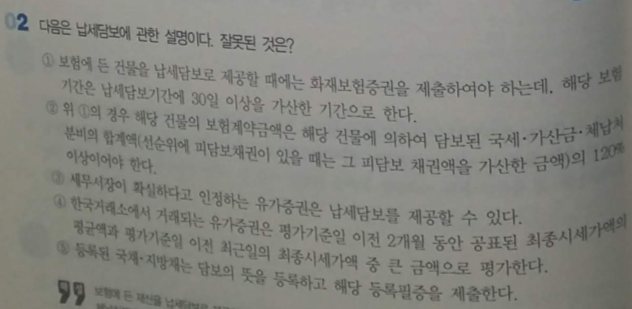 02 다음은 납세담보에 관한 설명이다. 잘못된 것은?
① 보험에 든 건물을 납세담보로 제공할 때에는 화재보험증권을 제출하여야 하는데, 해당 보험
기간은 납세담보기간에 30일 이상을 가산한 기간으로 한다.
② 위 ①의 경우 해당 건물의 보험계약금액은 해당 건물에 의하여 담보된 국세·가산금·체납처
분비의 합계액(선순위에 피담보채권이 있을 때는 그 피담보 채권액을 가산한 금액)의 120%
이상이어야 한다.
③ 세무서장이 확실하다고 인정하는 유가증권은 납세담보를 제공할 수 있다.
④ 한국거래소에서 거래되는 유가증권은 평가기준일 이전 2개월 동안 공표된 최종시세가액의
평균액과 평가기준일 이전 최근일의 최종시세가액 중 큰 금액으로 평가한다.
⑤ 등록된 국채·지방채는 담보의 뜻을 등록하고 해당 등록필증을 제출한다.
보험에 든 재산을 납세담보로